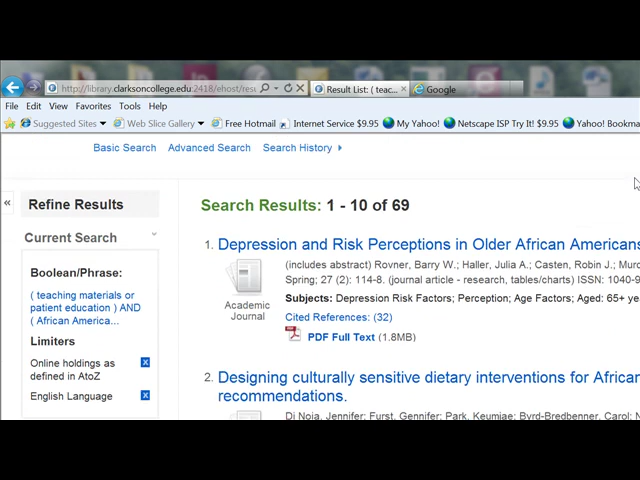 http://library.clarksoncollege.edu:2418/ehost/resu
Result List: ( teac...
Google
File Edit View Favorites Tools Help
Suggested Sites
Web Slice Gallery
Free Hotmail
Internet Service $9.95
My Yahoo!
Netscape ISP Try It! $9.95
Yahoo! Bookma
Basic Search Advanced Search Search History
Refine Results
Current Search
Boolean/Phrase:
( teaching materials or
patient education ) AND
( African America...
Limiters
Online holdings as
defined in AtoZ
English Language
Search Results: 1 - 10 of 69
1. Depression and Risk Perceptions in Older African Americans
(includes abstract) Rovner, Barry W.; Haller, Julia A.; Casten, Robin J.; Murc
Spring; 27 (2): 114-8. (journal article - research, tables/charts) ISSN: 1040-9
Academic
Journal
Subjects: Depression Risk Factors; Perception; Age Factors; Aged: 65+ ye
Cited References: (32)
PDF Full Text (1.8MB)
2. Designing culturally sensitive dietary interventions for African
recommendations.
Di Noia, Jennifer; Furst, Gennifer; Park, Keumjae; Byrd-Bredbenner, Carol; N